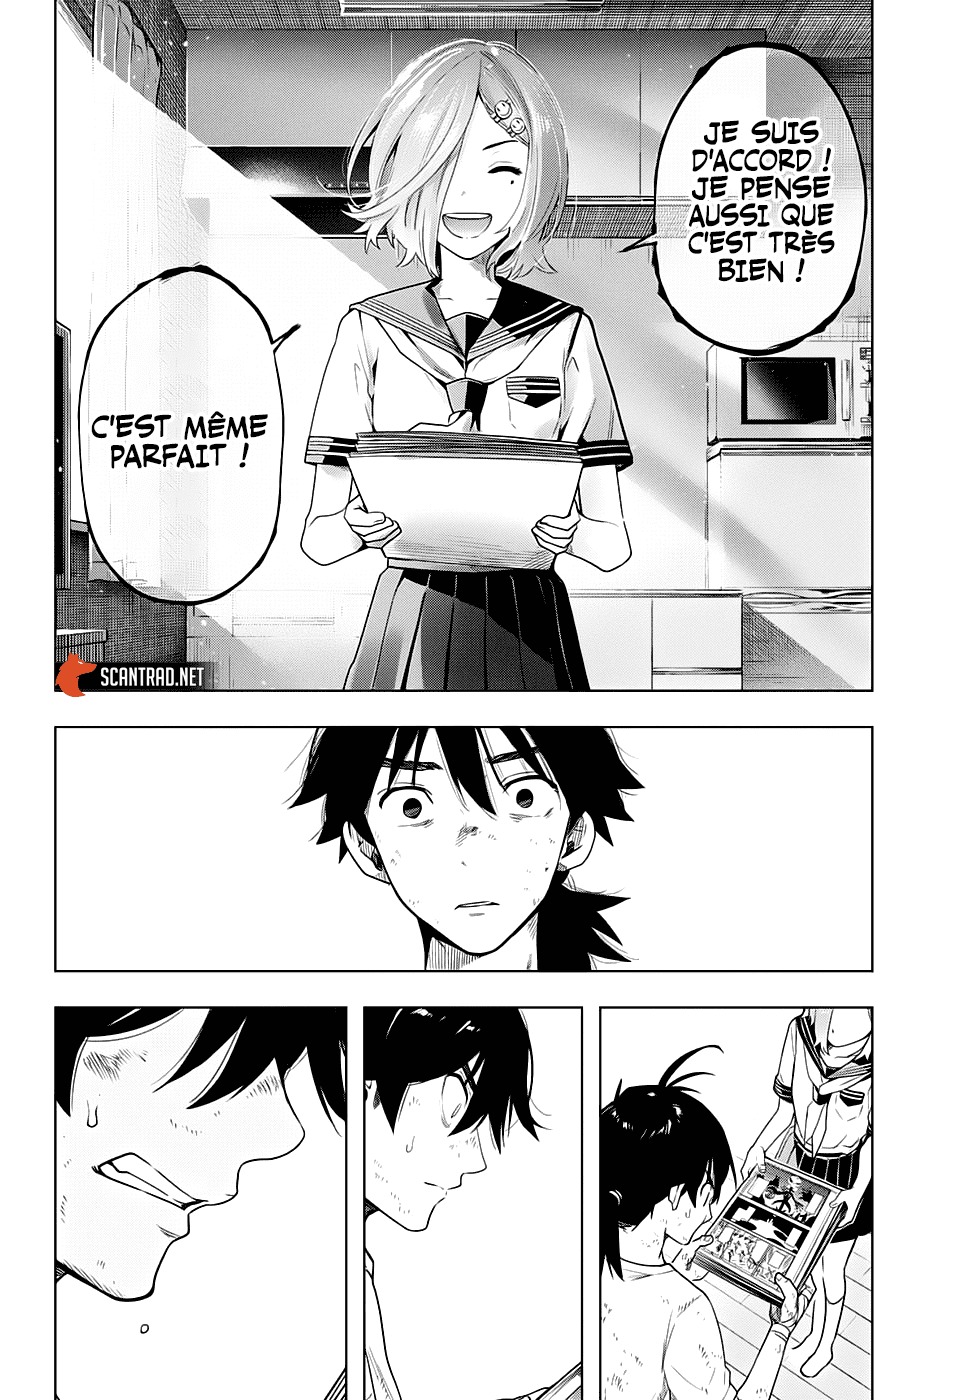 JE SUIS
D'ACCORD !
JE PENSE
AUSSI QUE
C'EST TRÈS
BIEN !
C'EST MÊME
PARFAIT !
SCANTRAD.NET